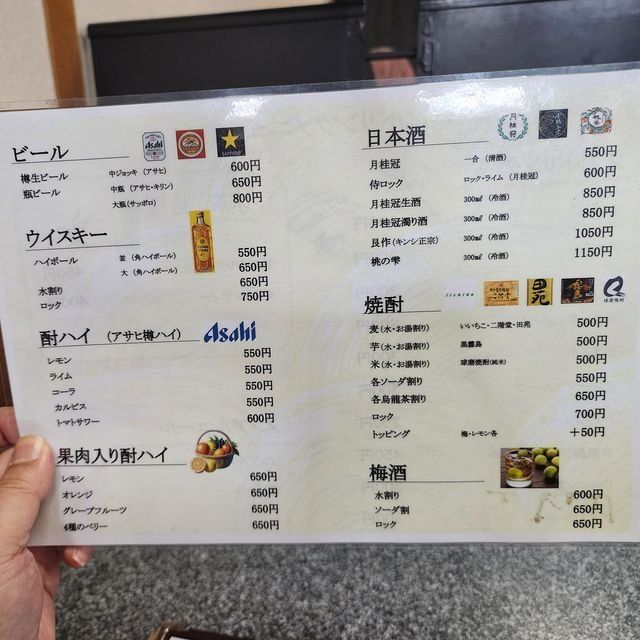 ビール
樽生ビール 中ジョッキ (アサヒ) 600円
瓶ビール 中瓶 (アサヒ・キリン) 650円
大瓶(サッポロ) 800円
ウイスキー
ハイボール 並 (角ハイボール) 550円
大 (角ハイボール) 650円
水割り 650円
ロック 750円
酎ハイ (アサヒ樽ハイ) Asahi
レモン 550円
ライム 550円
コーラ 550円
カルピス 550円
トマトサワー 600円
果肉入り酎ハイ
レモン 650円
オレンジ 650円
グレープフルーツ 650円
4種のベリー 650円
日本酒 月桂冠
月桂冠 一合 (清酒) 550円
侍ロック ロック・ライム (月桂冠) 600円
月桂冠生酒 300㎖ (冷酒) 850円
月桂冠濁り酒 300㎖ (冷酒) 850円
艮作 (キンシ正宗) 300㎖ (冷酒) 1050円
桃の雫 300㎖ (冷酒) 1150円
焼酎 iichiko 二階堂 田苑 球磨焼酎
麦 (水・お湯割り) いいちこ・二階堂・田苑 500円
芋 (水・お湯割り) 黒霧島 500円
米 (水・お湯割り) 球磨焼酎(純米) 500円
各ソーダ割り 550円
各烏龍茶割り 650円
ロック 700円
トッピング 梅・レモン各 +50円
梅酒
水割り 600円
ソーダ割 650円
ロック 650円